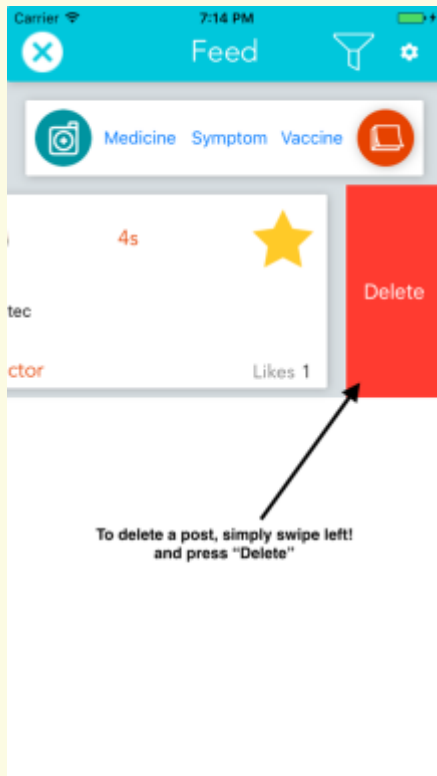 Carrier 7:14 PM
Feed
Medicine Symptom Vaccine
4s
Delete
tec
ctor Likes 1
To delete a post, simply swipe left!
and press “Delete”